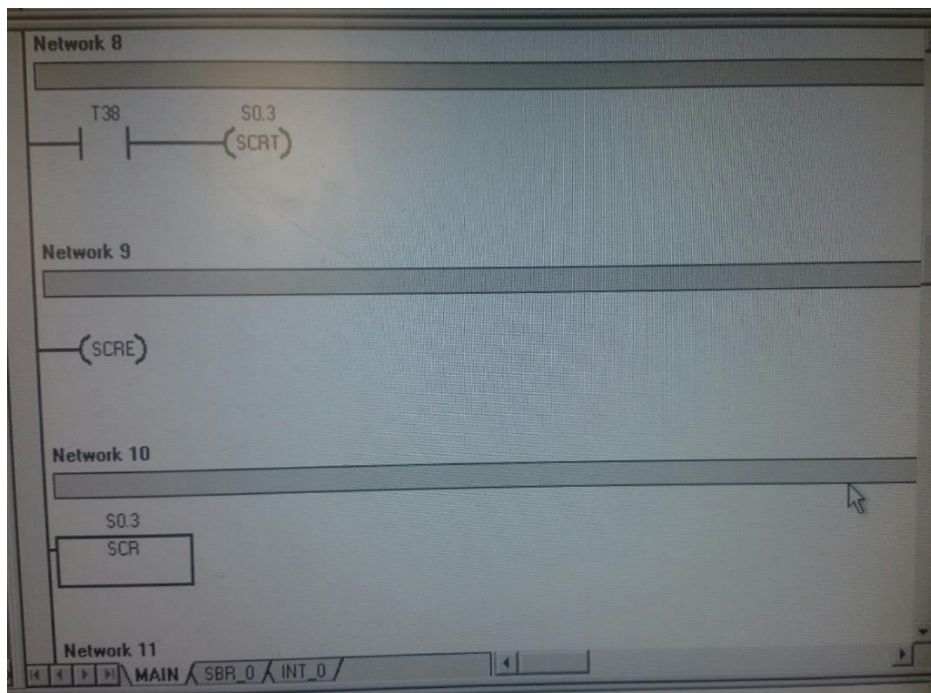 Network 8
T38 S0.3
(SCRT)
Network 9
(SCRE)
Network 10
S0.3
SCR
Network 11
MAIN SBR_0 INT_0